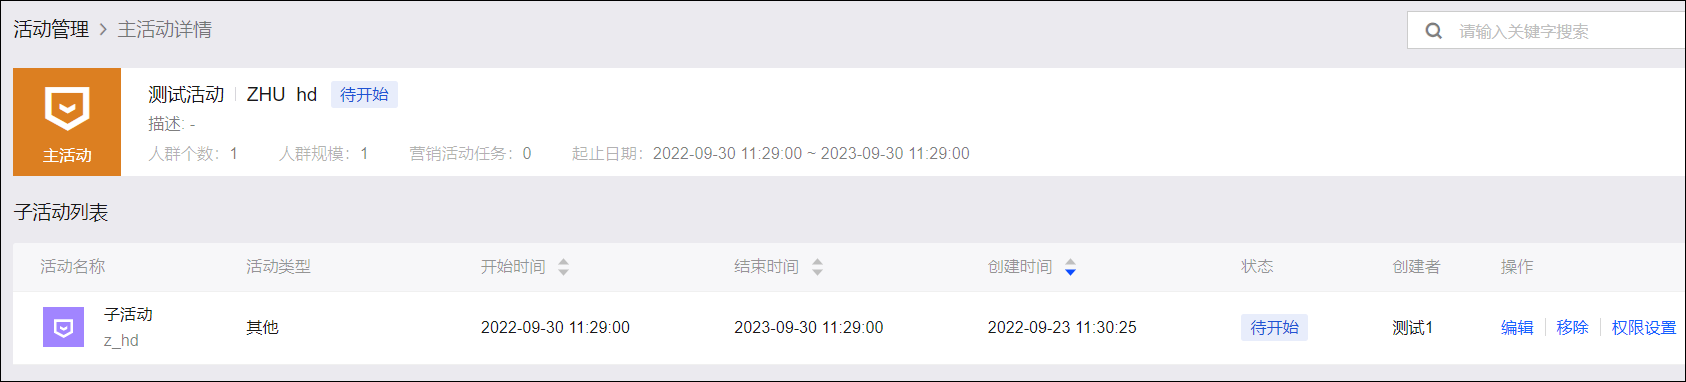 活动管理 > 主活动详情
请输入关键字搜索
测试活动 | ZHU hd 待开始
描述: -
主活动
人群个数: 1 人群规模: 1 营销活动任务: 0 起止日期: 2022-09-30 11:29:00 ~ 2023-09-30 11:29:00
子活动列表
活动名称 活动类型 开始时间 结束时间 创建时间 状态 创建者 操作
子活动 其他 2022-09-30 11:29:00 2023-09-30 11:29:00 2022-09-23 11:30:25 待开始 测试1 编辑 | 移除 | 权限设置
z_hd